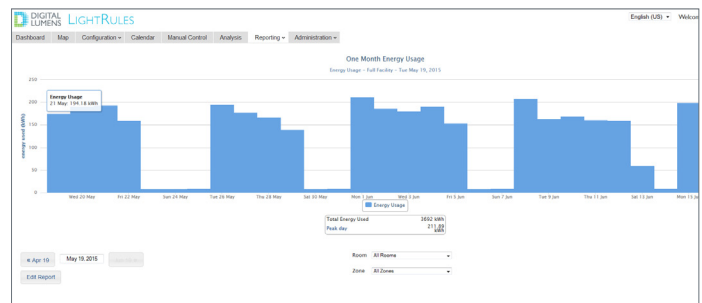 DIGITAL LUMENS LIGHTRULES
English (US) Welcom
Dashboard Map Configuration Calendar Manual Control Analysis Reporting Administration
One Month Energy Usage
Energy Usage - Full Facility - Tue May 19, 2015
250
200
150
100
50
0
energy used (kWh)
Energy Usage
21 May: 194.18 kWh
Wed 20 May Fri 22 May Sun 24 May Tue 26 May Thu 28 May Sat 30 May Mon 1 Jun Wed 3 Jun Fri 5 Jun Sun 7 Jun Tue 9 Jun Thu 11 Jun Sat 13 Jun Mon 15 Ju
Energy Usage
Total Energy Used 3692 kWh
Peak day 211.89 kWh
« Apr 19 May 19, 2015
Room All Rooms
Edit Report
Zone All Zones